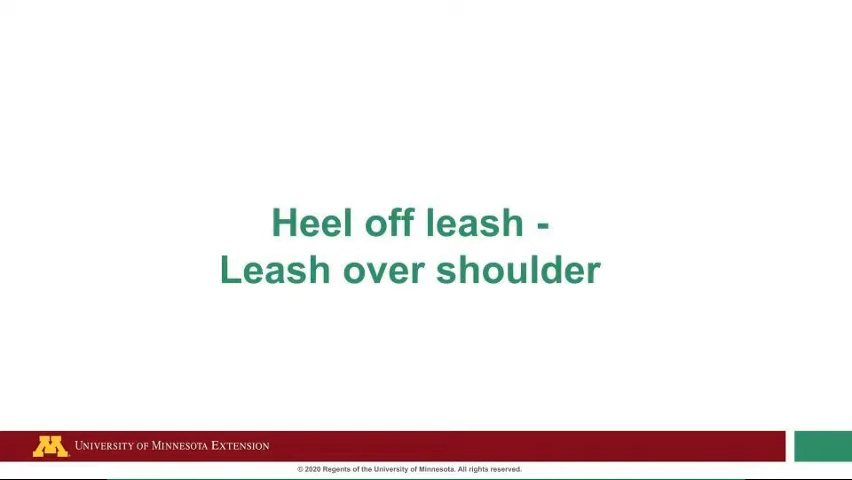 Heel off leash -
Leash over shoulder
M
UNIVERSITY OF MINNESOTA EXTENSION
© 2020 Regents of the University of Minnesota. All rights reserved.